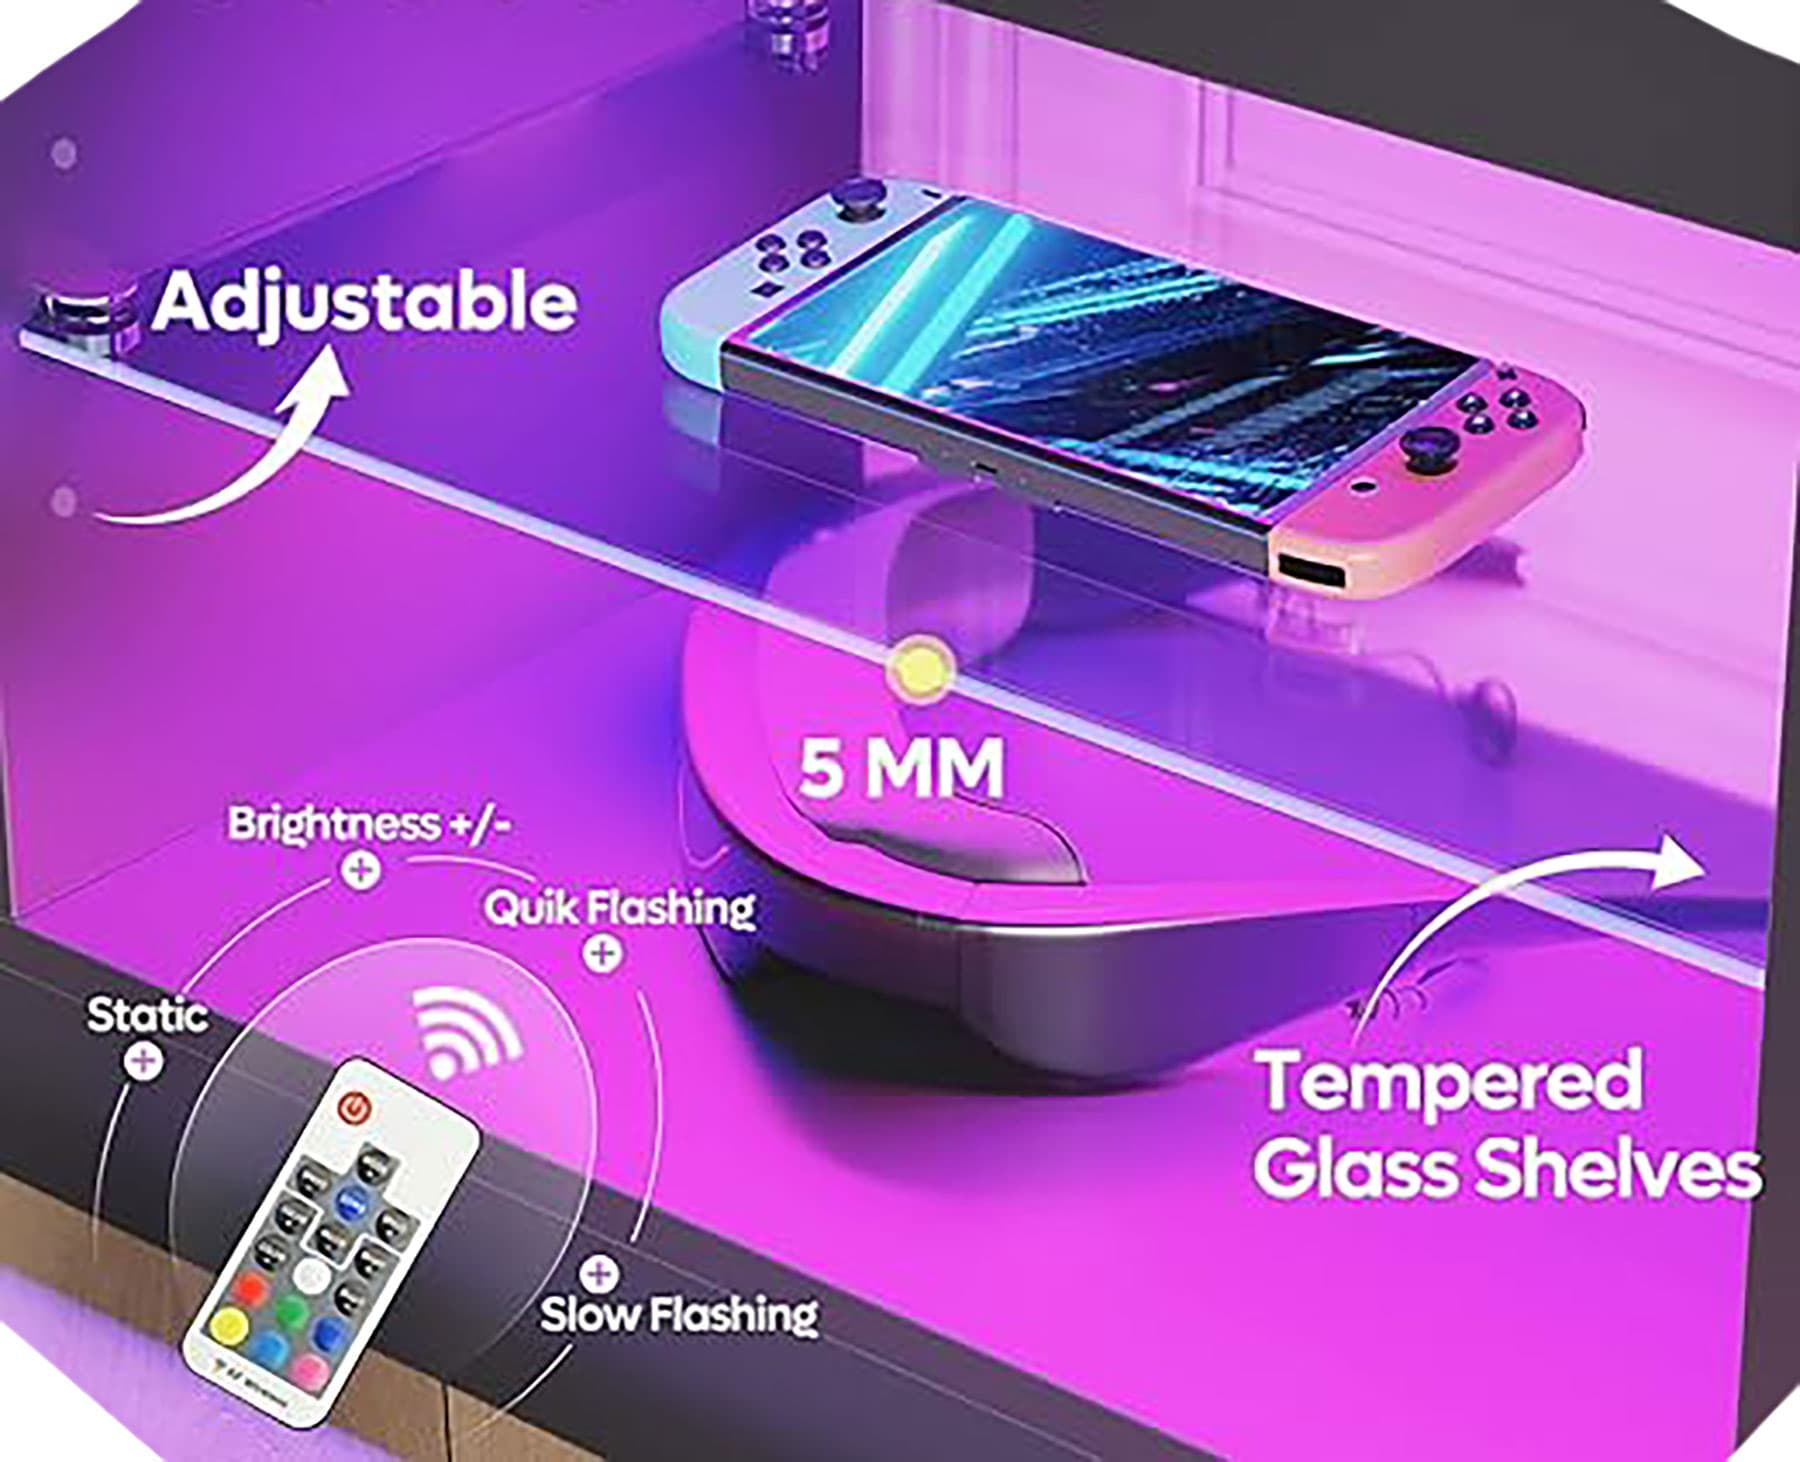 Adjustable
5 MM
Brightness +/-
Quik Flashing
Static
Tempered
Glass Shelves
Slow Flashing